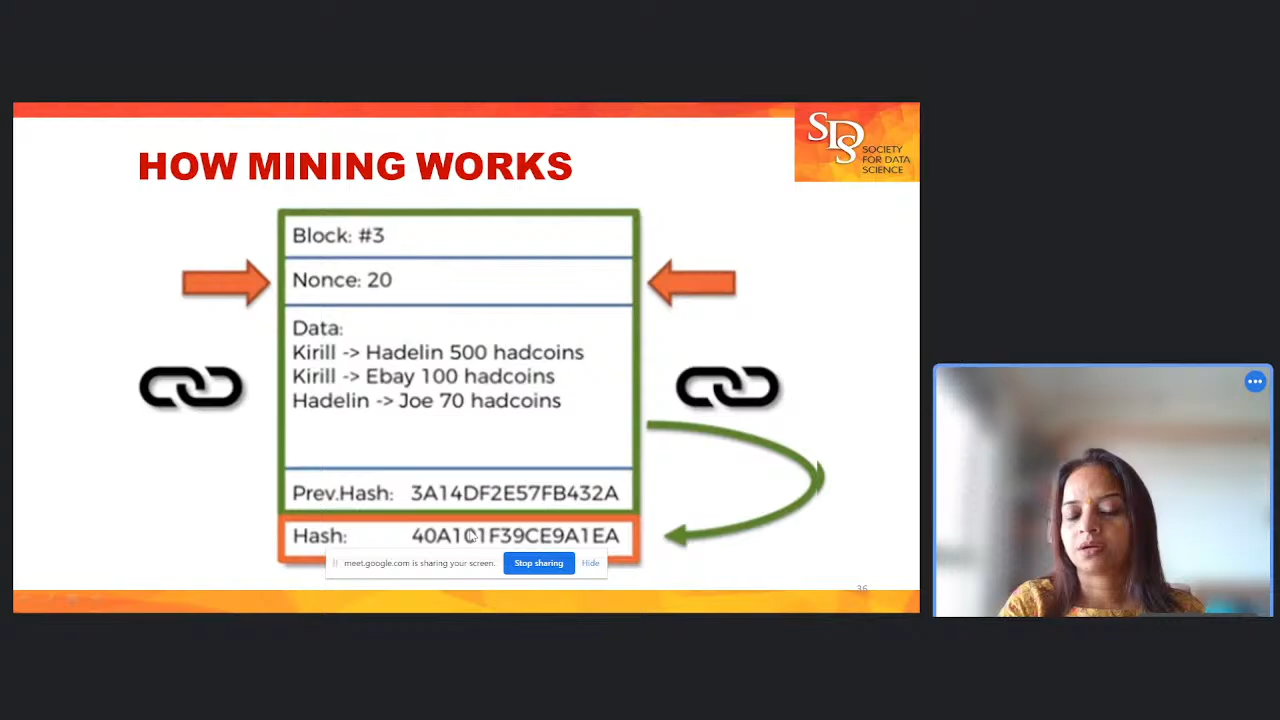 SDS
SOCIETY
FOR DATA
SCIENCE
HOW MINING WORKS
Block: #3
Nonce: 20
Data:
Kirill -> Hadelin 500 hadcoins
Kirill -> Ebay 100 hadcoins
Hadelin -> Joe 70 hadcoins
Prev.Hash: 3A14DF2E57FB432A
Hash: 40A101F39CE9A1EA
meet.google.com is sharing your screen. Stop sharing Hide
36